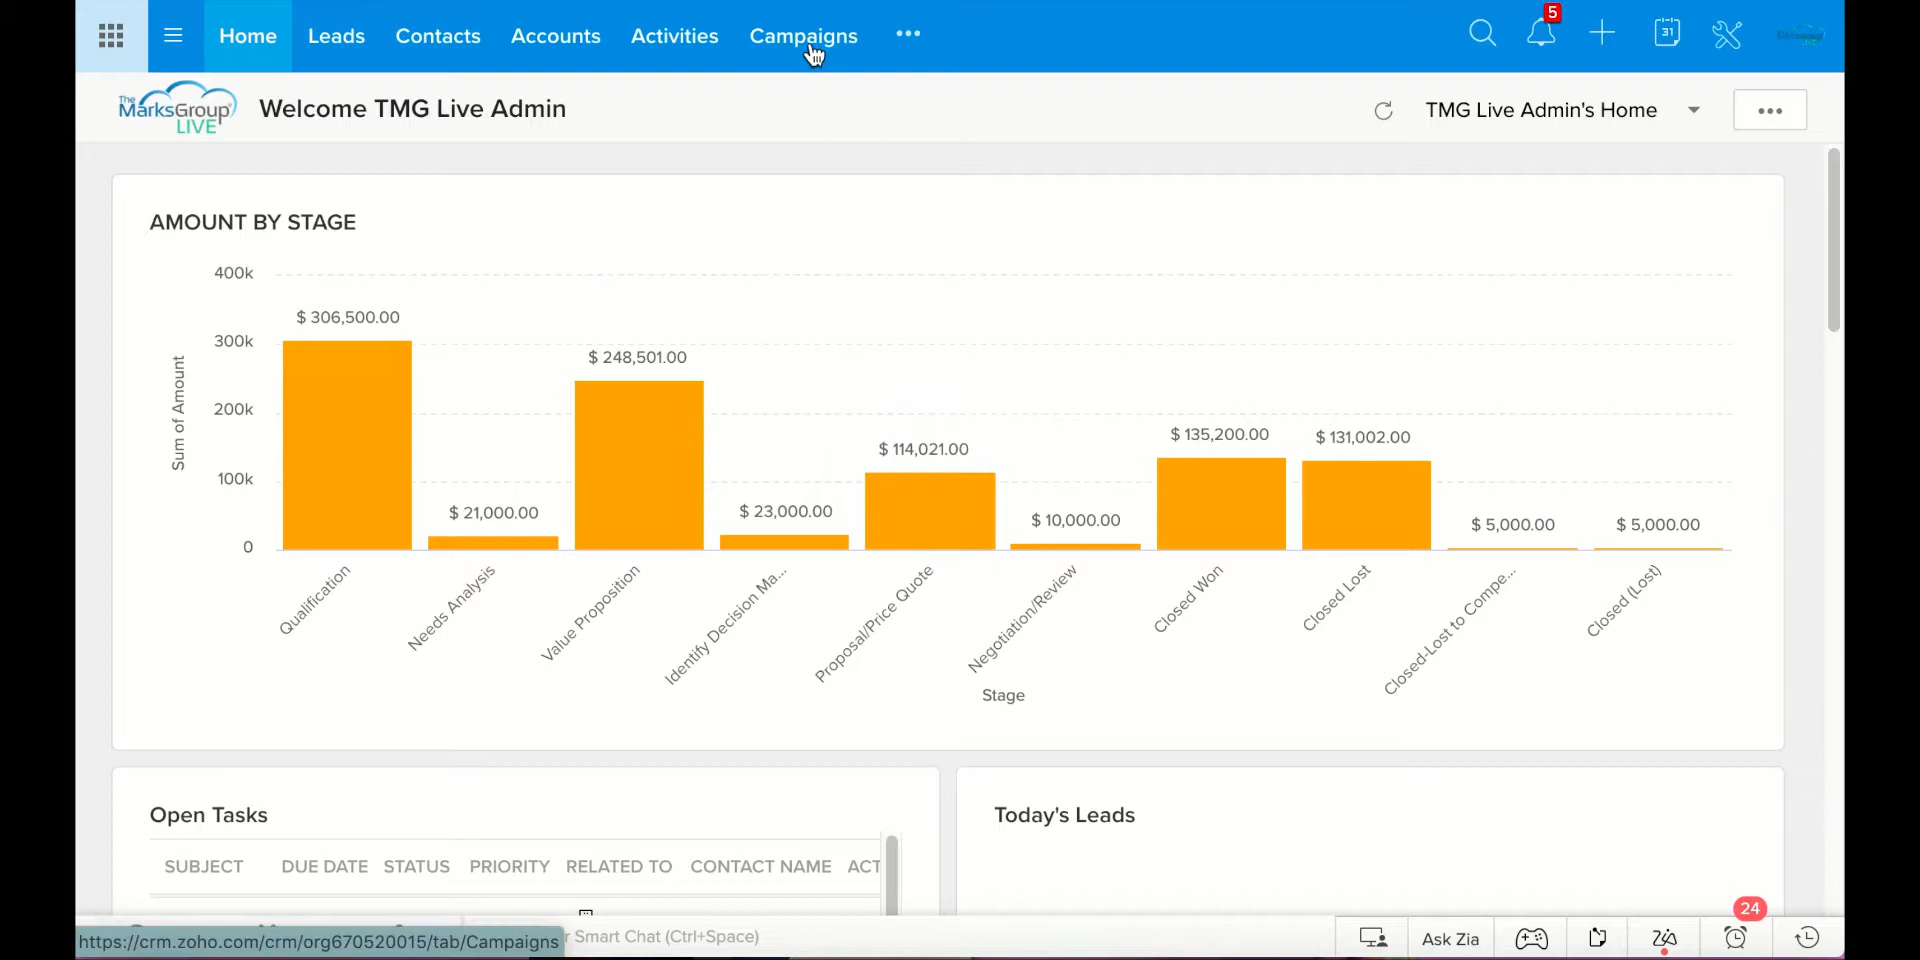 Home Leads Contacts Accounts Activities Campaigns
5
31
The MarksGroup LIVE
Welcome TMG Live Admin
TMG Live Admin's Home
AMOUNT BY STAGE
400k
300k
200k
100k
0
Sum of Amount
$ 306,500.00
$ 21,000.00
$ 248,501.00
$ 23,000.00
$ 114,021.00
$ 10,000.00
$ 135,200.00
$ 131,002.00
$ 5,000.00
$ 5,000.00
Qualification
Needs Analysis
Value Proposition
Identify Decision Ma...
Proposal/Price Quote
Negotiation/Review
Closed Won
Closed Lost
Closed-Lost to Compe...
Closed (Lost)
Stage
Open Tasks
SUBJECT DUE DATE STATUS PRIORITY RELATED TO CONTACT NAME ACT
Today's Leads
24
https://crm.zoho.com/crm/org670520015/tab/Campaigns
r Smart Chat (Ctrl+Space)
Ask Zia